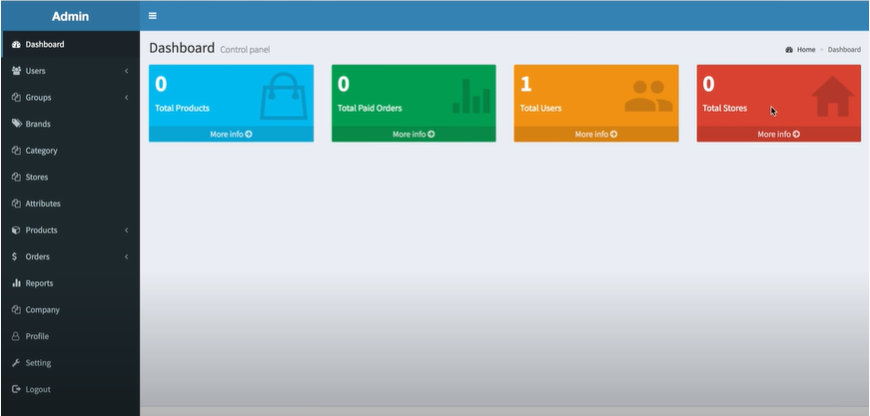 Admin
Dashboard
Users
Groups
Brands
Category
Stores
Attributes
Products
Orders
Reports
Company
Profile
Setting
Logout
Dashboard Control panel
Home > Dashboard
0
Total Products
More info
0
Total Paid Orders
More info
1
Total Users
More info
0
Total Stores
More info